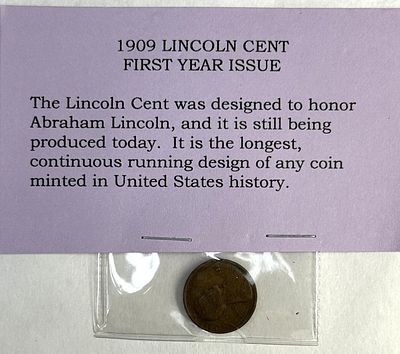 1909 LINCOLN CENT
FIRST YEAR ISSUE
The Lincoln Cent was designed to honor
Abraham Lincoln, and it is still being
produced today.  It is the longest,
continuous running design of any coin
minted in United States history.